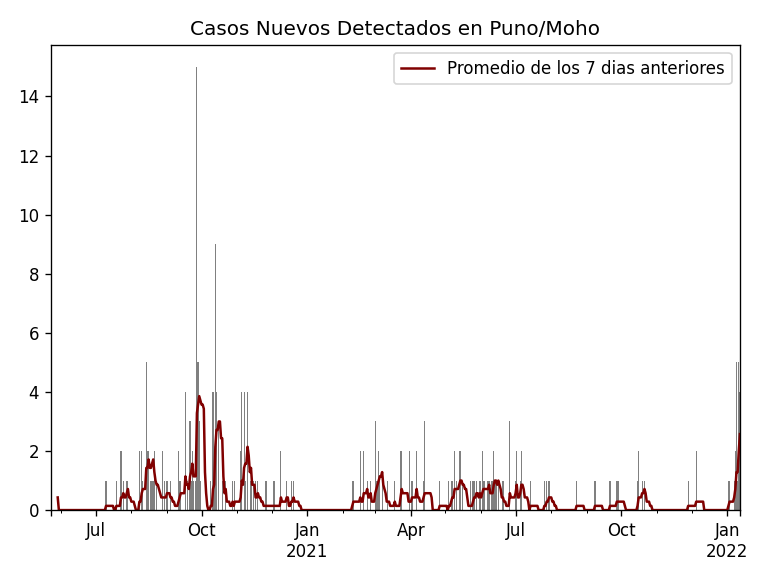 Casos Nuevos Detectados en Puno/Moho
Promedio de los 7 dias anteriores
14
12
10
8
6
4
2
0
Jul
Oct
Jan
2021
Apr
Jul
Oct
Jan
2022